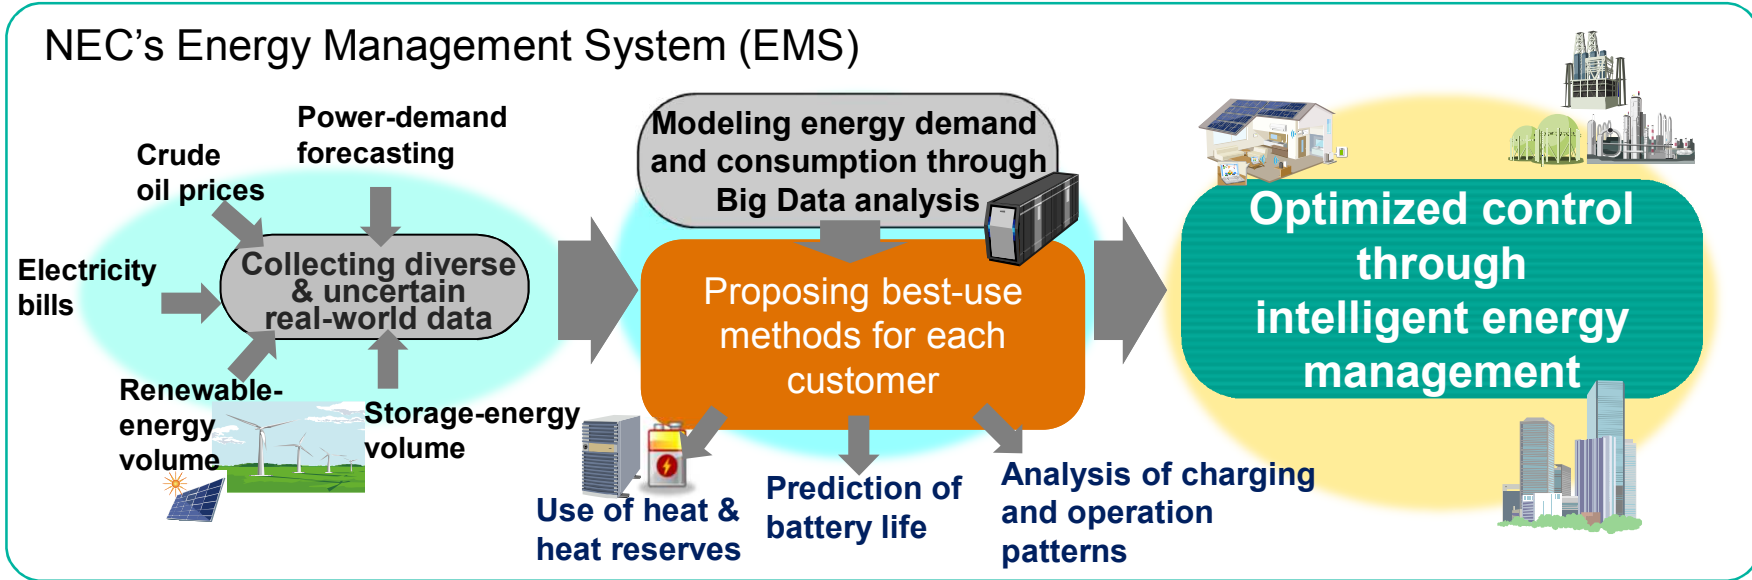 NEC’s Energy Management System (EMS)
Power-demand
forecasting
Crude
oil prices
Electricity
bills
Collecting diverse
& uncertain
real-world data
Renewable-
energy
volume
Storage-energy
volume
Modeling energy demand
and consumption through
Big Data analysis
Proposing best-use
methods for each
customer
Use of heat &
heat reserves
Prediction of
battery life
Analysis of charging
and operation
patterns
Optimized control
through
intelligent energy
management